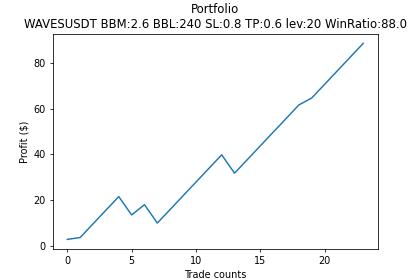 Portfolio
WAVESUSDT BBM:2.6 BBL:240 SL:0.8 TP:0.6 lev:20 WinRatio:88.0
80
60
40
20
0
Profit ($)
0 5 10 15 20
Trade counts